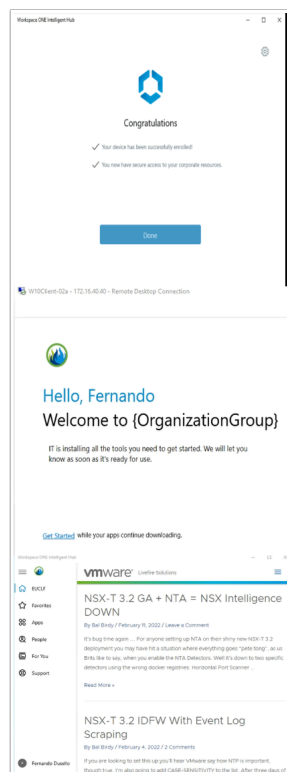 Workspace ONE Intelligent Hub
Congratulations
Your device has been successfully enrolled!
You now have secure access to your corporate resources.
Done
W10Client-02a - 172.16.40.40 - Remote Desktop Connection
Hello, Fernando
Welcome to {OrganizationGroup}
IT is installing all the tools you need to get started. We will let
you know as soon as it's ready for use.
Get Started while your apps continue downloading.
Workspace ONE Intelligent Hub
vmware Livefire Solutions
EUCLF
Favorites
Apps
People
For You
Support
Fernando Dusello
NSX-T 3.2 GA + NTA = NSX Intelligence
DOWN
By Bal Birdy / February 11, 2022 / Leave a Comment
It's bug time again ... For anyone setting up NTA on their shiny new NSX-T 3.2
deployment you may have hit a situation where everything goes "pete tong", as us
Brits like to say, when you enable the NTA Detectors. Well it's down to two specific
detectors using the wrong docker registries: Horizontal Port Scanner ...
Read More »
NSX-T 3.2 IDFW With Event Log
Scraping
By Bal Birdy / February 4, 2022 / 2 Comments
If you are looking to set this up you'll hear VMware say how NTP is important,
though true, I'm also going to add CASE-SENSITIVITY to the list. After three days of